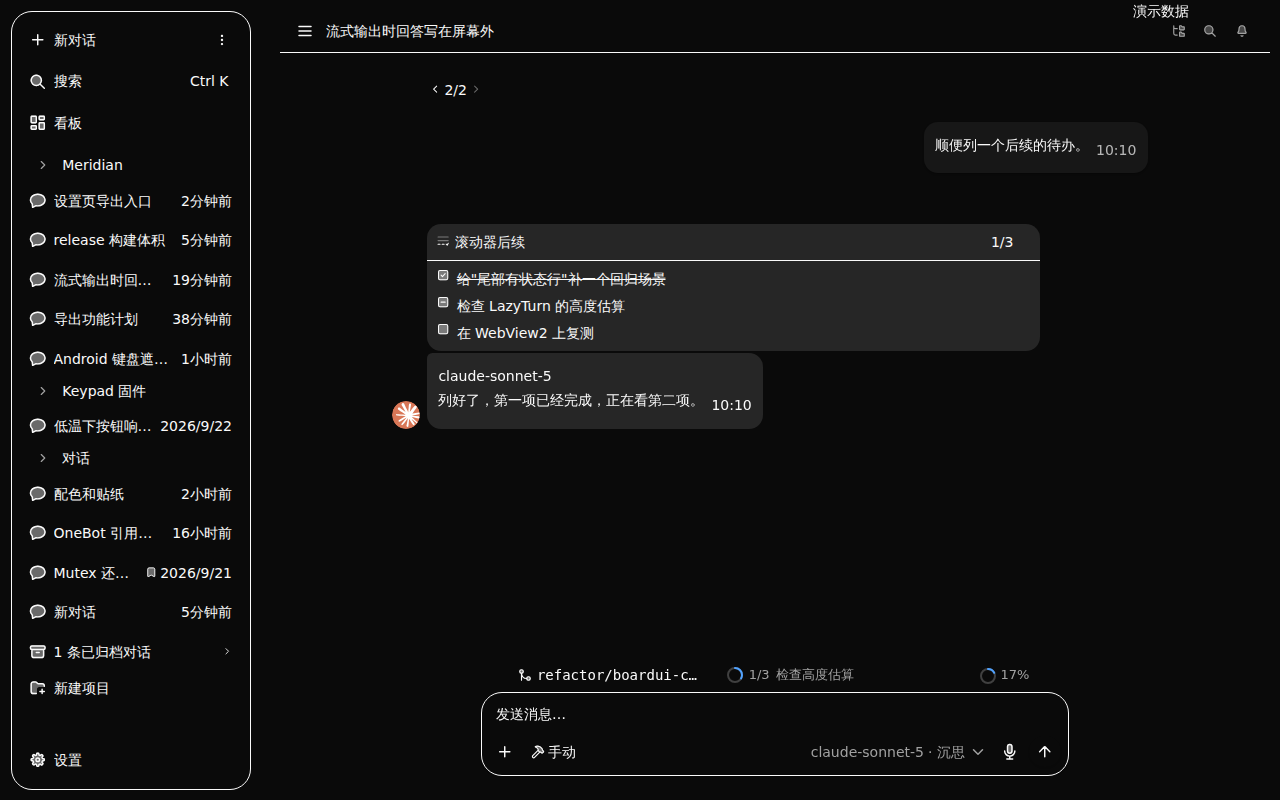 新对话
搜索 Ctrl K
看板
Meridian
设置页导出入口 2分钟前
release 构建体积 5分钟前
流式输出时回… 19分钟前
导出功能计划 38分钟前
Android 键盘遮… 1小时前
Keypad 固件
低温下按钮响… 2026/9/22
对话
配色和贴纸 2小时前
OneBot 引用… 16小时前
Mutex 还… 2026/9/21
新对话 5分钟前
1 条已归档对话
新建项目
设置
演示数据
流式输出时回答写在屏幕外
2/2
顺便列一个后续的待办。 10:10
滚动器后续 1/3
给"尾部有状态行"补一个回归场景
检查 LazyTurn 的高度估算
在 WebView2 上复测
claude-sonnet-5
列好了，第一项已经完成，正在看第二项。 10:10
refactor/boardui-c… 1/3 检查高度估算 17%
发送消息…
手动 claude-sonnet-5 · 沉思